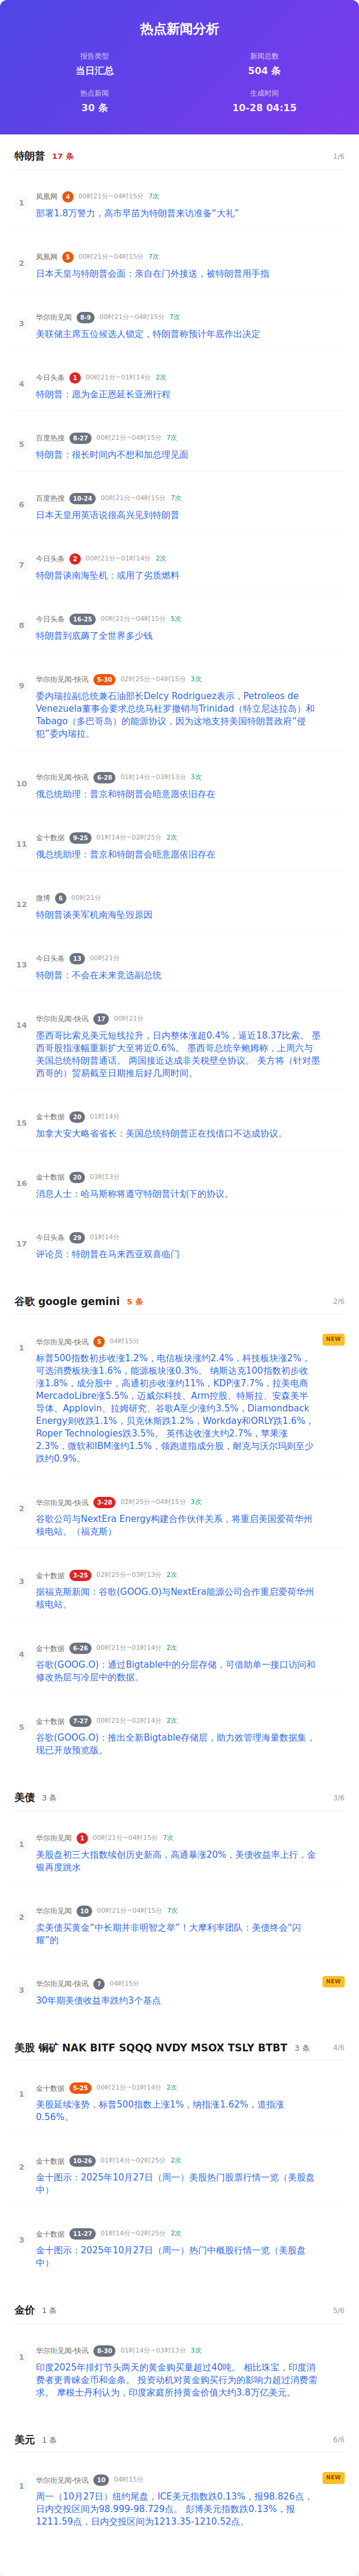 热点新闻分析
报告类型
新闻总数
当日汇总
504 条
热点新闻
生成时间
30 条
10-28 04:15
特朗普 17 条 1/6
1
凤凰网 4 00时21分~04时15分 7次
部署1.8万警力，高市早苗为特朗普来访准备“大礼”
2
凤凰网 5 00时21分~04时15分 7次
日本天皇与特朗普会面：亲自在门外接送，被特朗普用手指
3
华尔街见闻 8-9 00时21分~04时15分 7次
美联储主席五位候选人锁定，特朗普称预计年底作出决定
4
今日头条 1 00时21分~01时14分 2次
特朗普：愿为金正恩延长亚洲行程
5
百度热搜 8-27 00时21分~04时15分 7次
特朗普：很长时间内不想和加总理见面
6
百度热搜 10-24 00时21分~04时15分 7次
日本天皇用英语说很高兴见到特朗普
7
今日头条 2 00时21分~01时14分 2次
特朗普谈南海坠机：或用了劣质燃料
8
今日头条 16-25 00时21分~04时15分 5次
特朗普到底薅了全世界多少钱
9
华尔街见闻-快讯 5-30 02时25分~04时15分 3次
委内瑞拉副总统兼石油部长Delcy Rodriguez表示，Petroleos de
Venezuela董事会要求总统马杜罗撤销与Trinidad（特立尼达拉岛）和
Tabago（多巴哥岛）的能源协议，因为这地支持美国特朗普政府“侵
犯”委内瑞拉。
10
华尔街见闻-快讯 6-28 01时14分~03时13分 3次
俄总统助理：普京和特朗普会晤意愿依旧存在
11
金十数据 9-25 01时14分~02时25分 2次
俄总统助理：普京和特朗普会晤意愿依旧存在
12
微博 6 00时21分
特朗普谈美军机南海坠毁原因
13
今日头条 13 00时21分
特朗普：不会在未来竞选副总统
14
华尔街见闻-快讯 17 00时21分
墨西哥比索兑美元短线拉升，日内整体涨超0.4%，逼近18.37比索。 墨
西哥股指涨幅重新扩大至将近0.6%。 墨西哥总统辛鲍姆称，上周六与
美国总统特朗普通话。 两国接近达成非关税壁垒协议。 美方将（针对墨
西哥的）贸易截至日期推后好几周时间。
15
金十数据 20 01时14分
加拿大安大略省省长：美国总统特朗普正在找借口不达成协议。
16
金十数据 20 03时13分
消息人士：哈马斯称将遵守特朗普计划下的协议。
17
今日头条 29 01时14分
评论员：特朗普在马来西亚双喜临门
谷歌 google gemini 5 条 2/6
1
华尔街见闻-快讯 5 04时15分 NEW
标普500指数初步收涨1.2%，电信板块涨约2.4%，科技板块涨2%，
可选消费板块涨1.6%，能源板块涨0.3%。 纳斯达克100指数初步收
涨1.8%，成分股中，高通初步收涨约11%，KDP涨7.7%，拉美电商
MercadoLibre涨5.5%，迈威尔科技、Arm控股、特斯拉、安森美半
导体、Applovin、拉姆研究、谷歌A至少涨约3.5%，Diamondback
Energy则收跌1.1%，贝克休斯跌1.2%，Workday和ORLY跌1.6%，
Roper Technologies跌3.5%。 英伟达收涨大约2.7%，苹果涨
2.3%，微软和IBM涨约1.5%，领跑道指成分股，耐克与沃尔玛则至少
跌约0.9%。
2
华尔街见闻-快讯 3-28 02时25分~04时15分 3次
谷歌公司与NextEra Energy构建合作伙伴关系，将重启美国爱荷华州
核电站。（福克斯）
3
金十数据 3-25 02时25分~03时13分 2次
据福克斯新闻：谷歌(GOOG.O)与NextEra能源公司合作重启爱荷华州
核电站。
4
金十数据 6-26 00时21分~01时14分 2次
谷歌(GOOG.O)：通过Bigtable中的分层存储，可借助单一接口访问和
修改热层与冷层中的数据。
5
金十数据 7-27 00时21分~01时14分 2次
谷歌(GOOG.O)：推出全新Bigtable存储层，助力效管理海量数据集，
现已开放预览版。
美债 3 条 3/6
1
华尔街见闻 1 00时21分~04时15分 7次
美股盘初三大指数续创历史新高，高通暴涨20%，美债收益率上行，金
银再度跳水
2
华尔街见闻 10 00时21分~04时15分 7次
卖美债买黄金“中长期并非明智之举”！大摩利率团队：美债终会“闪
耀”的
3
华尔街见闻-快讯 7 04时15分 NEW
30年期美债收益率跌约3个基点
美股 铜矿 NAK BITF SQQQ NVDY MSOX TSLY BTBT 3 条 4/6
1
金十数据 5-25 00时21分~01时14分 2次
美股延续涨势，标普500指数上涨1%，纳指涨1.62%，道指涨
0.56%。
2
金十数据 10-26 01时14分~02时25分 2次
金十图示：2025年10月27日（周一）美股热门股票行情一览（美股盘
中）
3
金十数据 11-27 01时14分~02时25分 2次
金十图示：2025年10月27日（周一）热门中概股行情一览（美股盘
中）
金价 1 条 5/6
1
华尔街见闻-快讯 8-30 01时14分~03时13分 3次
印度2025年排灯节头两天的黄金购买量超过40吨。 相比珠宝，印度消
费者更青睐金币和金条。 投资动机对黄金购买行为的影响力超过消费需
求。 摩根士丹利认为，印度家庭所持黄金价值大约3.8万亿美元。
美元 1 条 6/6
1
华尔街见闻-快讯 10 04时15分 NEW
周一（10月27日）纽约尾盘，ICE美元指数跌0.13%，报98.826点，
日内交投区间为98.999-98.729点。 彭博美元指数跌0.13%，报
1211.59点，日内交投区间为1213.35-1210.52点。